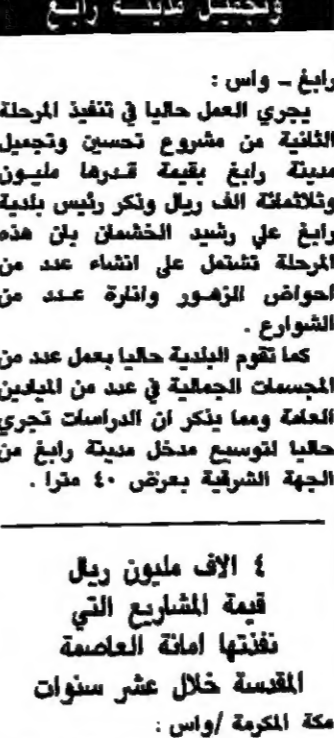 وتجميل مدينـــة رابـــغ
رابغ ــ واس :
يجري العمل حاليا في تنفيذ المرحلة
الثانية من مشروع تحسين وتجميل
مدينة رابغ بقيمة قدرها مليون
وثلاثمائة الف ريال وذكر رئيس بلدية
رابغ علي رشيد الخشمان بان هذه
المرحلة تشتمل على انشاء عدد من
احواض الزهور وانارة عدد من
الشوارع .
كما تقوم البلدية حاليا بعمل عدد من
المجسمات الجمالية في عدد من الميادين
العامة ومما يذكر ان الدراسات تجري
حاليا لتوسيع مدخل مدينة رابغ من
الجهة الشرقية بعرض ٤٠ مترا .
٤ الاف مليون ريال
قيمة المشاريع التي
نفذتها امانة العاصمة
المقدسة خلال عشر سنوات
مكة المكرمة /واس :